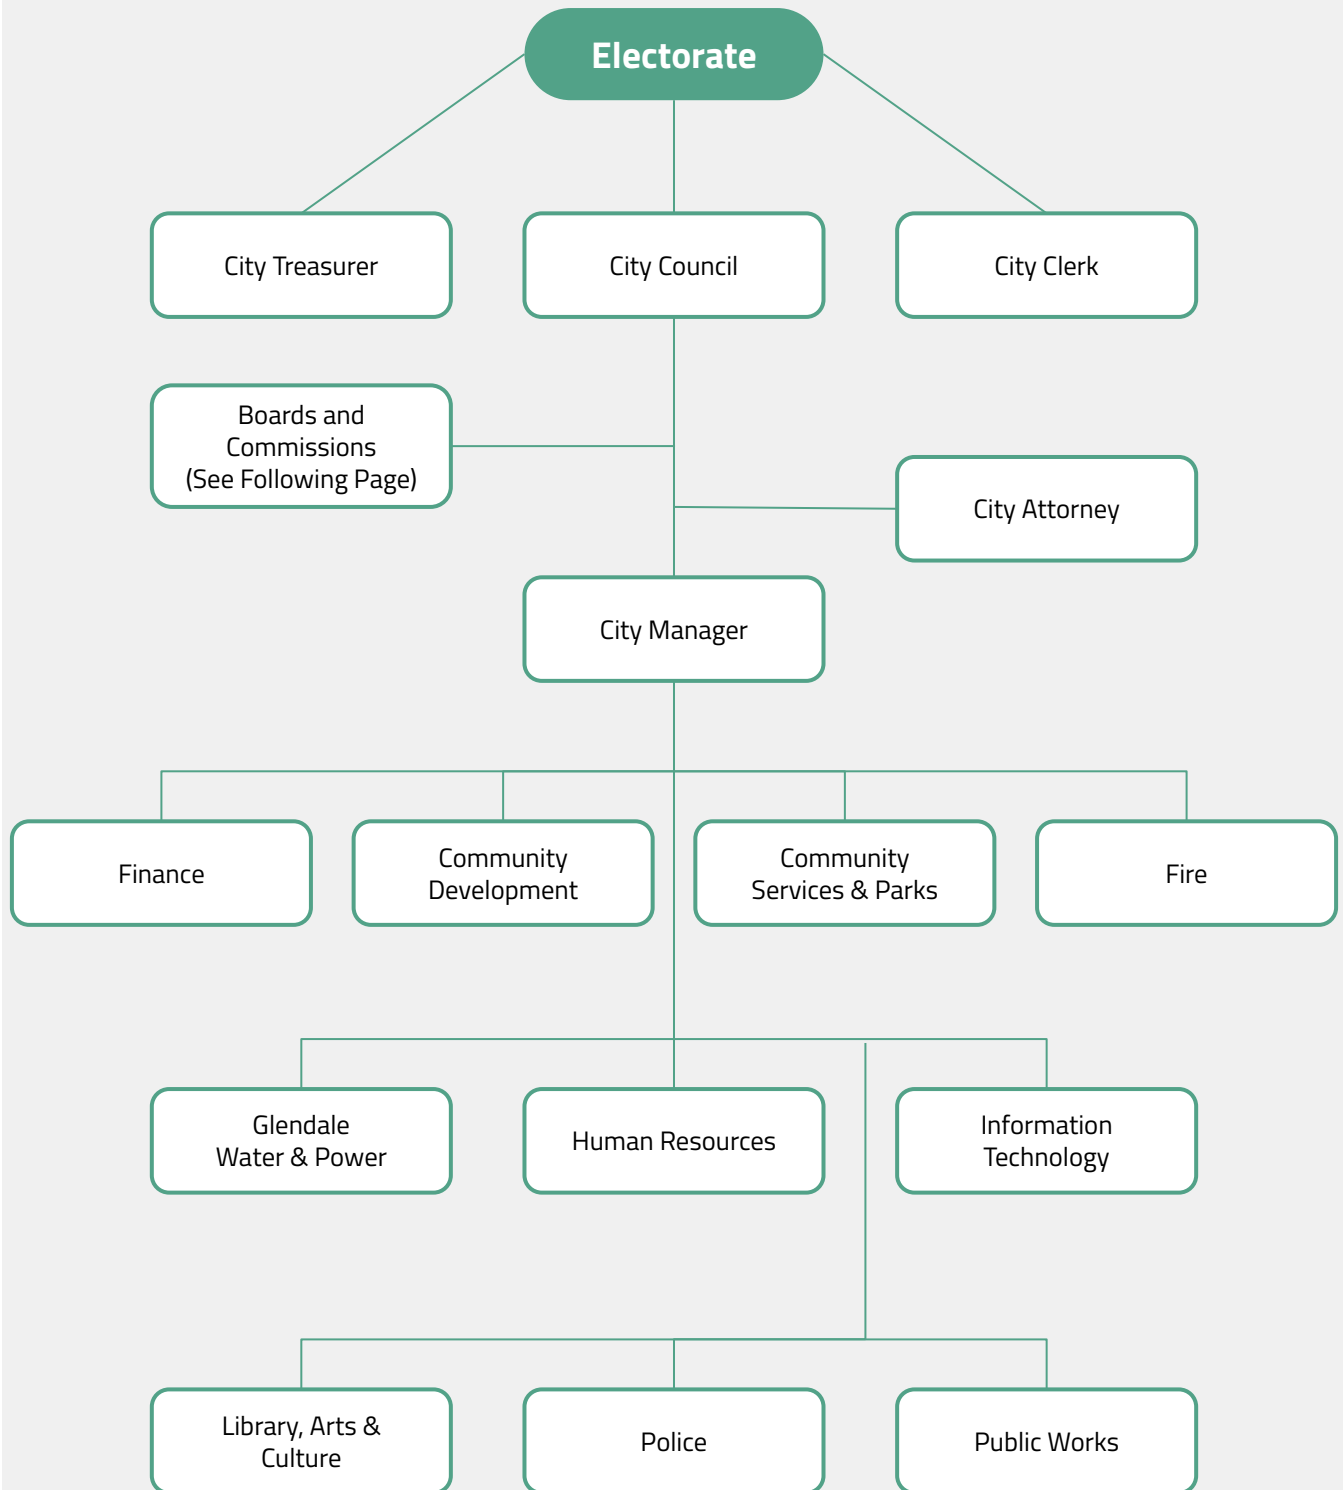 Electorate
City Treasurer
City Council
City Clerk
Boards and
Commissions
(See Following Page)
City Attorney
City Manager
Finance
Community
Development
Community
Services & Parks
Fire
Glendale
Water & Power
Human Resources
Information
Technology
Library, Arts &
Culture
Police
Public Works